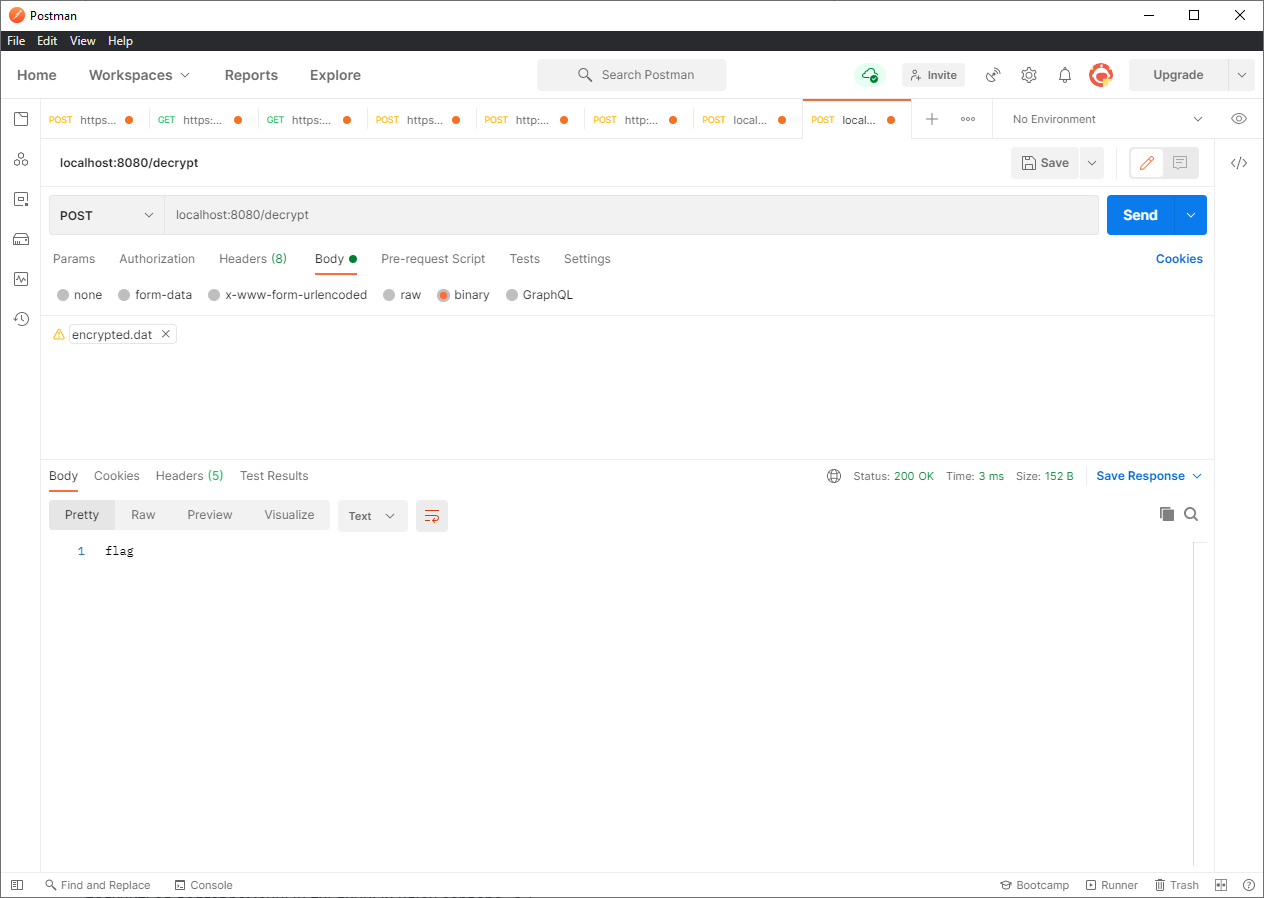 Postman
File Edit View Help
Home Workspaces Reports Explore Search Postman Invite Upgrade
POST https... GET https:... GET https:... POST https... POST http:... POST http:... POST local... POST local... No Environment
localhost:8080/decrypt Save
POST localhost:8080/decrypt Send
Params Authorization Headers (8) Body Pre-request Script Tests Settings Cookies
none form-data x-www-form-urlencoded raw binary GraphQL
encrypted.dat
Body Cookies Headers (5) Test Results Status: 200 OK Time: 3 ms Size: 152 B Save Response
Pretty Raw Preview Visualize Text
1 flag
Find and Replace Console Bootcamp Runner Trash